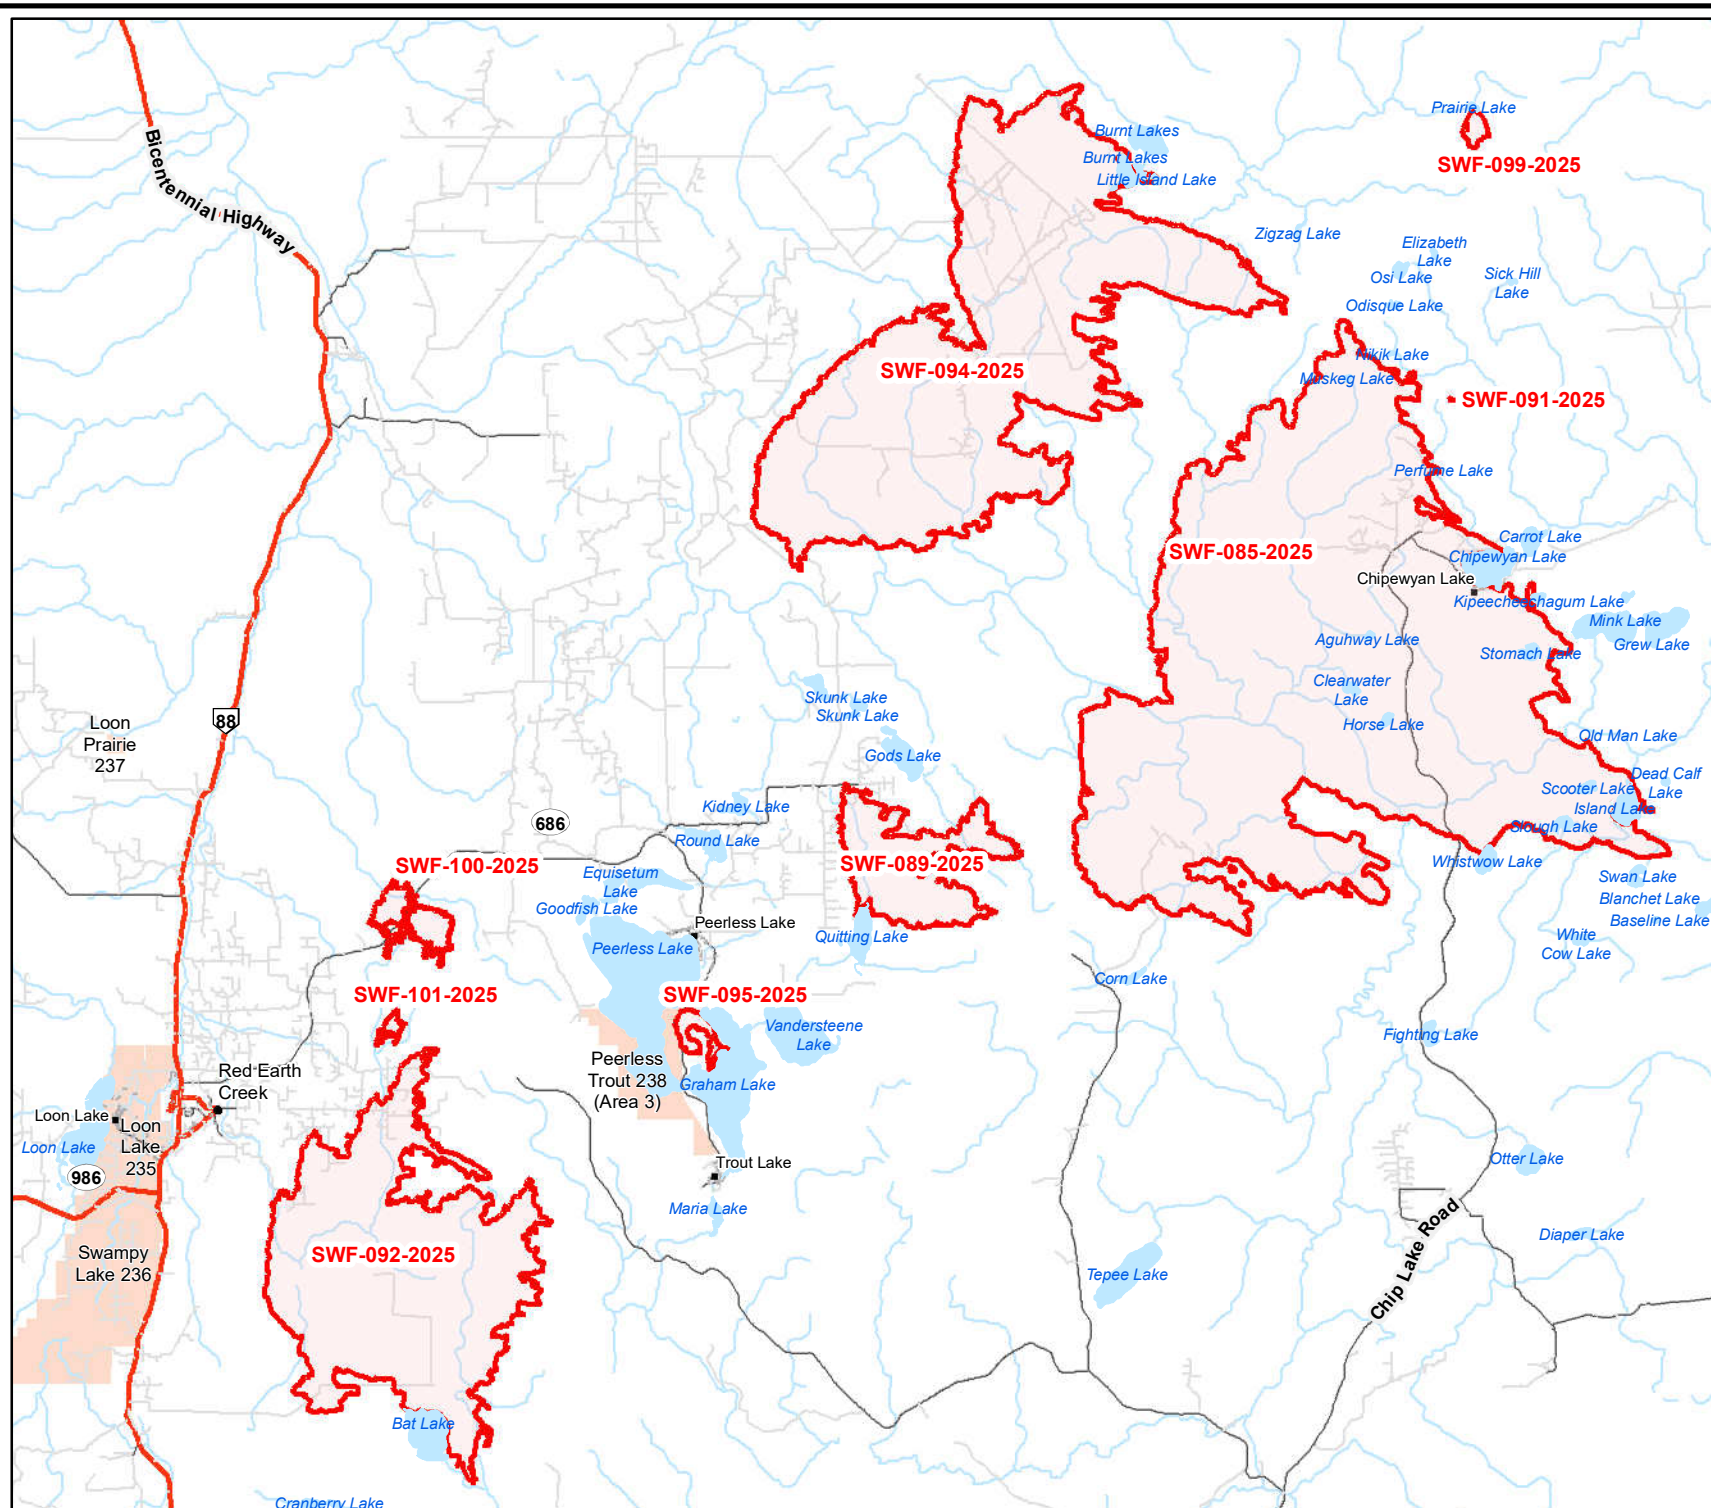 Bicentennial Highway
Prairie Lake
SWF-099-2025
Burnt Lakes
Burnt Lakes
Little Island Lake
Zigzag Lake
Elizabeth
Lake
Osi Lake
Sick Hill
Lake
Odisque Lake
SWF-094-2025
Kikik Lake
Muskeg Lake
SWF-091-2025
Perfume Lake
SWF-085-2025
Carrot Lake
Chipewyan Lake
Chipewyan Lake
Kipeecheeshagum Lake
Mink Lake
Grew Lake
Aguhway Lake
Stomach Lake
Clearwater
Lake
Horse Lake
Skunk Lake
Skunk Lake
Gods Lake
Loon
Prairie
237
88
Old Man Lake
Dead Calf
Lake
Scooter Lake
Island Lake
Slough Lake
Whistwow Lake
Swan Lake
Blanchet Lake
Baseline Lake
White
Cow Lake
Kidney Lake
686
Round Lake
SWF-089-2025
SWF-100-2025
Equisetum
Lake
Goodfish Lake
Peerless Lake
Peerless Lake
Quitting Lake
Corn Lake
SWF-101-2025
SWF-095-2025
Vandersteene
Lake
Fighting Lake
Peerless
Trout 238
(Area 3)
Graham Lake
Red Earth
Creek
Loon Lake
Loon
Lake
235
Loon Lake
986
Trout Lake
Maria Lake
Otter Lake
Diaper Lake
Chip Lake Road
Tepee Lake
Swampy
Lake 236
SWF-092-2025
Bat Lake
Cranberry Lake